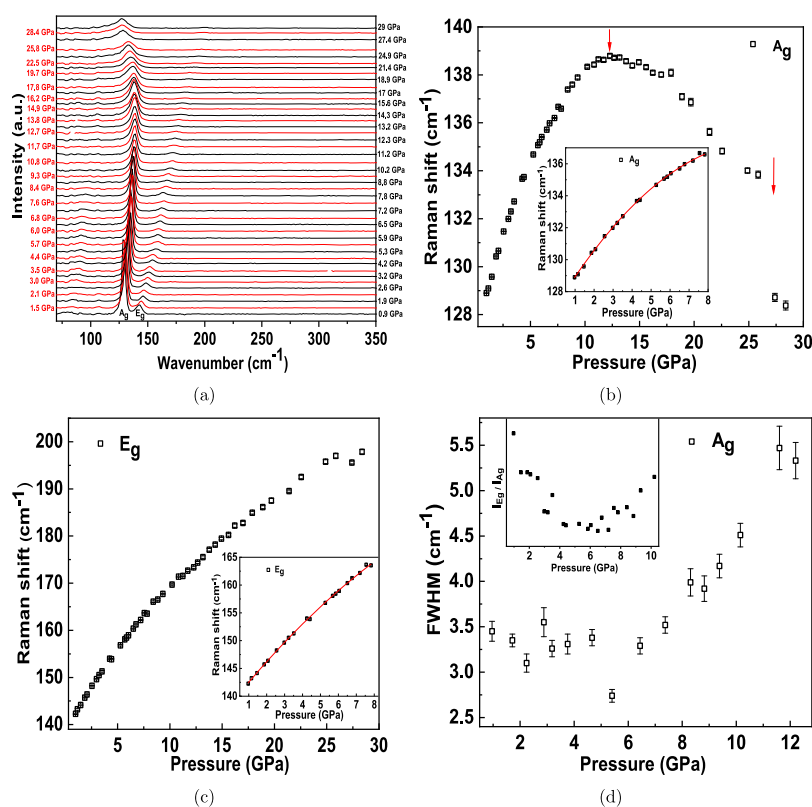 Intensity (a.u.)
29 GPa
28.4 GPa
27.4 GPa
25.8 GPa
24.9 GPa
22.5 GPa
21.4 GPa
19.7 GPa
18.9 GPa
17.8 GPa
17 GPa
16.2 GPa
15.6 GPa
14.9 GPa
14.3 GPa
13.8 GPa
13.2 GPa
12.7 GPa
12.3 GPa
11.7 GPa
11.2 GPa
10.8 GPa
10.2 GPa
9.3 GPa
8.8 GPa
8.4 GPa
7.8 GPa
7.6 GPa
7.2 GPa
6.8 GPa
6.5 GPa
6.0 GPa
5.9 GPa
5.7 GPa
5.3 GPa
4.4 GPa
4.2 GPa
3.5 GPa
3.2 GPa
3.0 GPa
2.6 GPa
2.1 GPa
1.9 GPa
1.5 GPa
0.9 GPa
Ag Eg
100 150 200 250 300 350
Wavenumber (cm-1)
(a)
Raman shift (cm-1)
140
138
136
134
132
130
128
Ag
Raman shift (cm-1)
136
134
132
130
128
Ag
0 1 2 3 4 5 6 7 8
Pressure (GPa)
5 10 15 20 25 30
Pressure (GPa)
(b)
Raman shift (cm-1)
200
190
180
170
160
150
140
Eg
Raman shift (cm-1)
165
160
155
150
145
140
Eg
1 2 3 4 5 6 7 8
Pressure (GPa)
5 10 15 20 25 30
Pressure (GPa)
(c)
FWHM (cm-1)
5.5
5.0
4.5
4.0
3.5
3.0
2.5
Ag
IEg / IAg
0 2 4 6 8 10
Pressure (GPa)
2 4 6 8 10 12
Pressure (GPa)
(d)